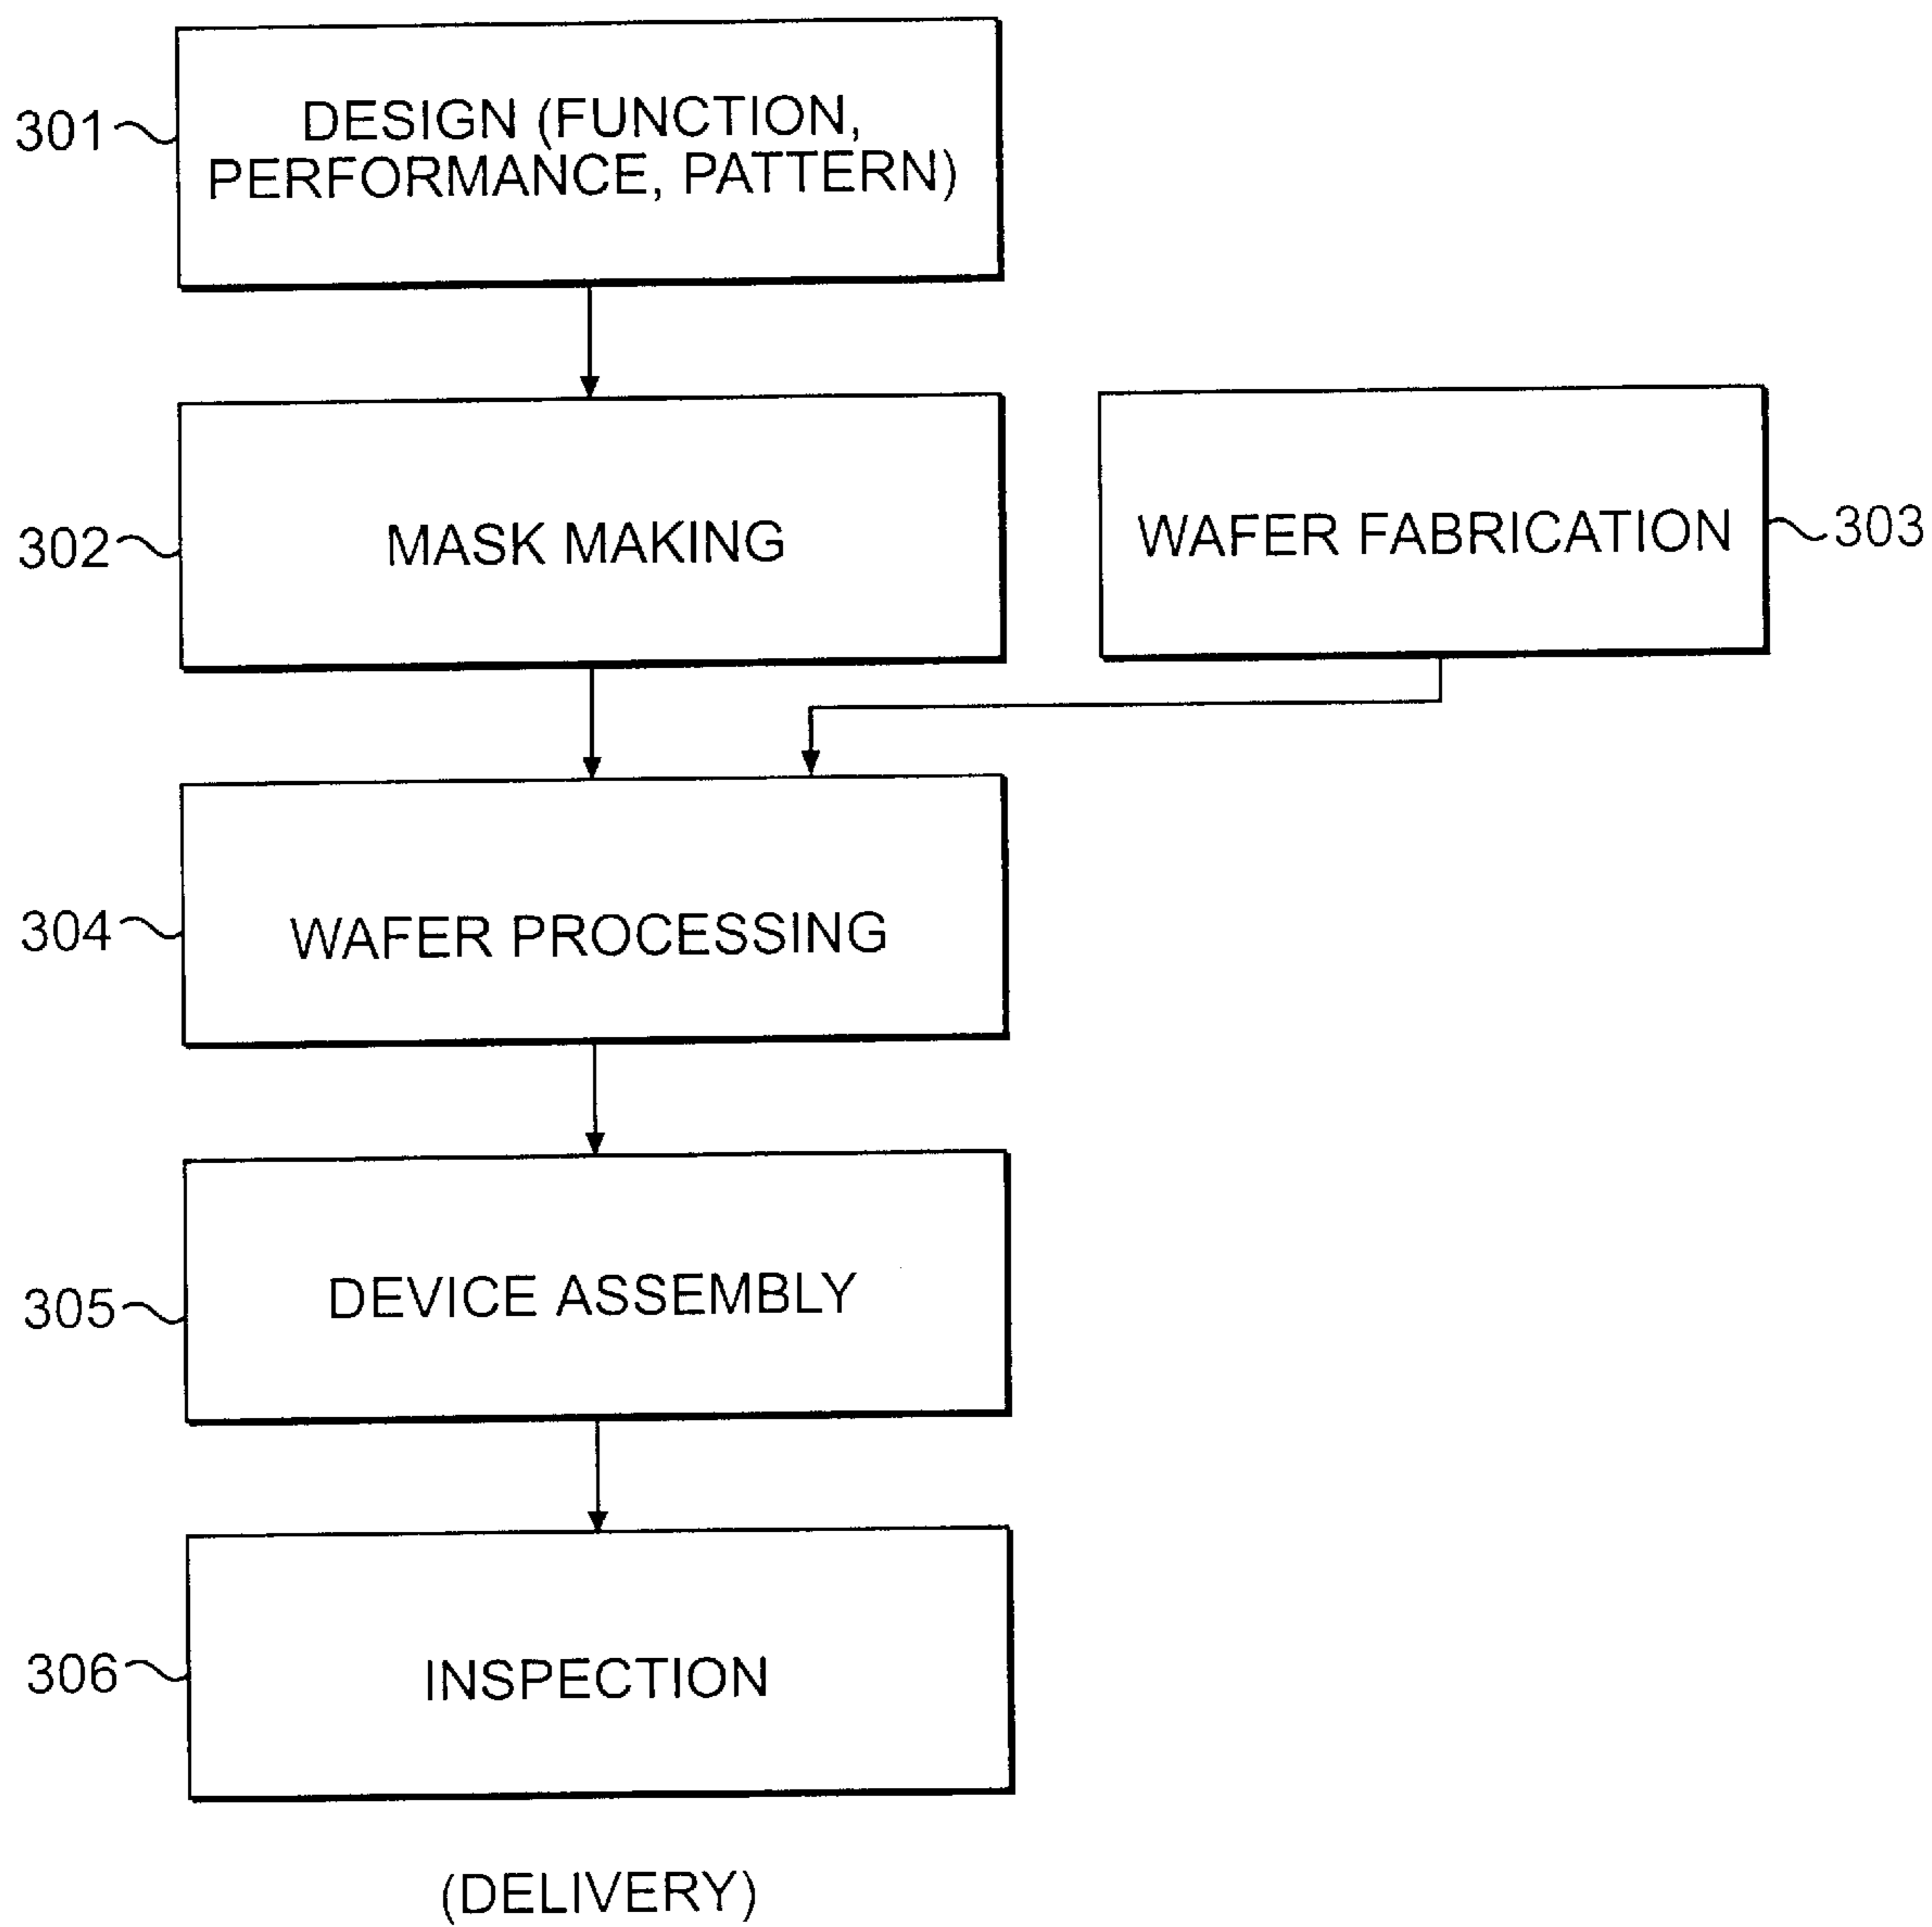 301
DESIGN (FUNCTION,
PERFORMANCE, PATTERN)
302
MASK MAKING
WAFER FABRICATION
303
304
WAFER PROCESSING
305
DEVICE ASSEMBLY
306
INSPECTION
(DELIVERY)